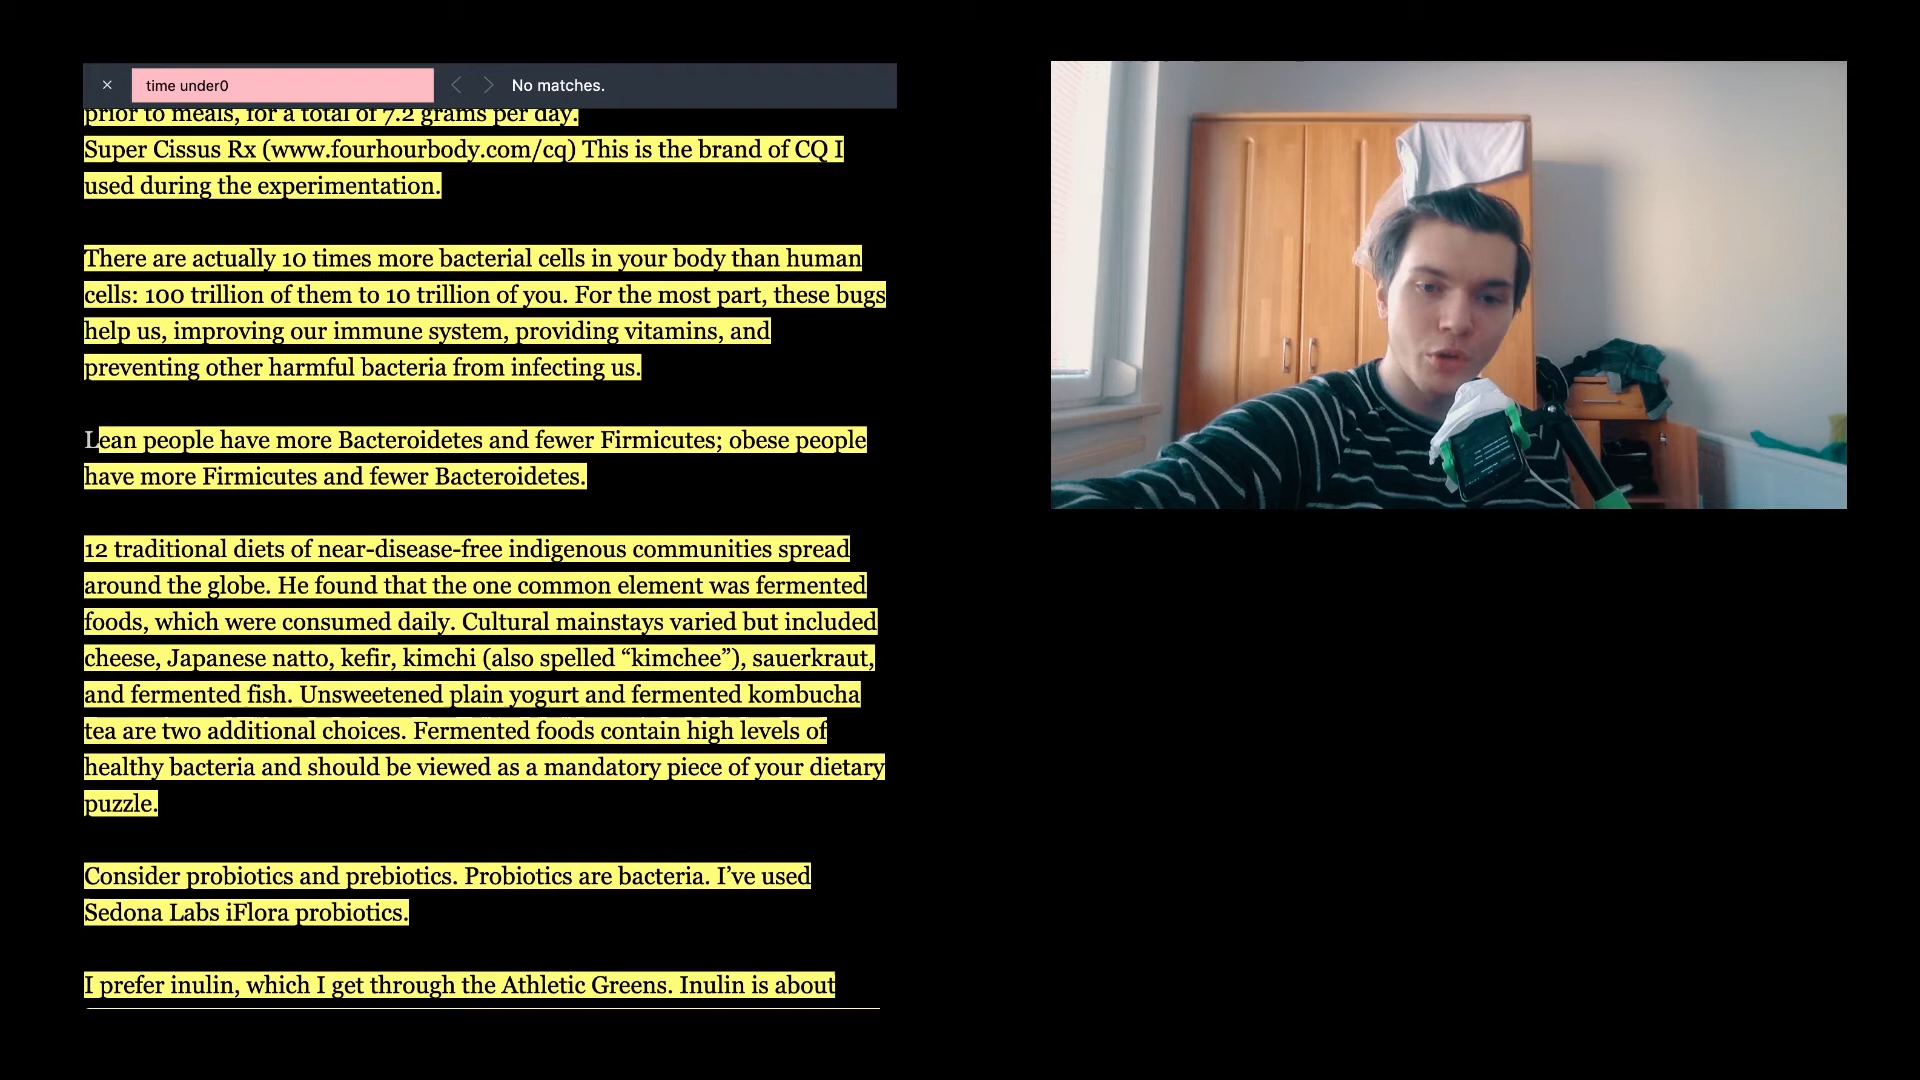 × time under0 No matches.
prior to meals, for a total of 7.2 grams per day.
Super Cissus Rx (www.fourhourbody.com/cq) This is the brand of CQ I
used during the experimentation.
There are actually 10 times more bacterial cells in your body than human
cells: 100 trillion of them to 10 trillion of you. For the most part, these bugs
help us, improving our immune system, providing vitamins, and
preventing other harmful bacteria from infecting us.
Lean people have more Bacteroidetes and fewer Firmicutes; obese people
have more Firmicutes and fewer Bacteroidetes.
12 traditional diets of near-disease-free indigenous communities spread
around the globe. He found that the one common element was fermented
foods, which were consumed daily. Cultural mainstays varied but included
cheese, Japanese natto, kefir, kimchi (also spelled “kimchee”), sauerkraut,
and fermented fish. Unsweetened plain yogurt and fermented kombucha
tea are two additional choices. Fermented foods contain high levels of
healthy bacteria and should be viewed as a mandatory piece of your dietary
puzzle.
Consider probiotics and prebiotics. Probiotics are bacteria. I’ve used
Sedona Labs iFlora probiotics.
I prefer inulin, which I get through the Athletic Greens. Inulin is about